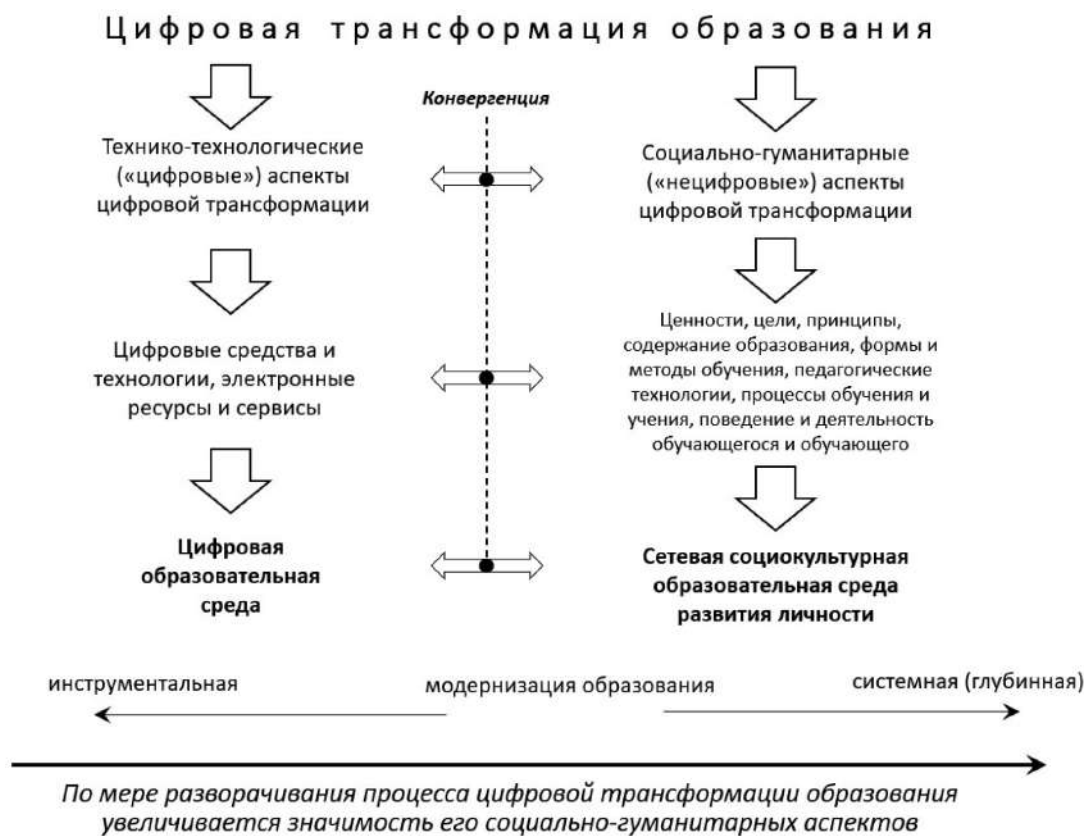 Цифровая трансформация образования
Конвергенция
Технико-технологические
(«цифровые») аспекты
цифровой трансформации
Социально-гуманитарные
(«нецифровые») аспекты
цифровой трансформации
Цифровые средства и
технологии, электронные
ресурсы и сервисы
Ценности, цели, принципы,
содержание образования, формы и
методы обучения, педагогические
технологии, процессы обучения и
учения, поведение и деятельность
обучающегося и обучающего
Цифровая
образовательная
среда
Сетевая социокультурная
образовательная среда
развития личности
инструментальная
модернизация образования
системная (глубинная)
По мере разворачивания процесса цифровой трансформации образования
увеличивается значимость его социально-гуманитарных аспектов